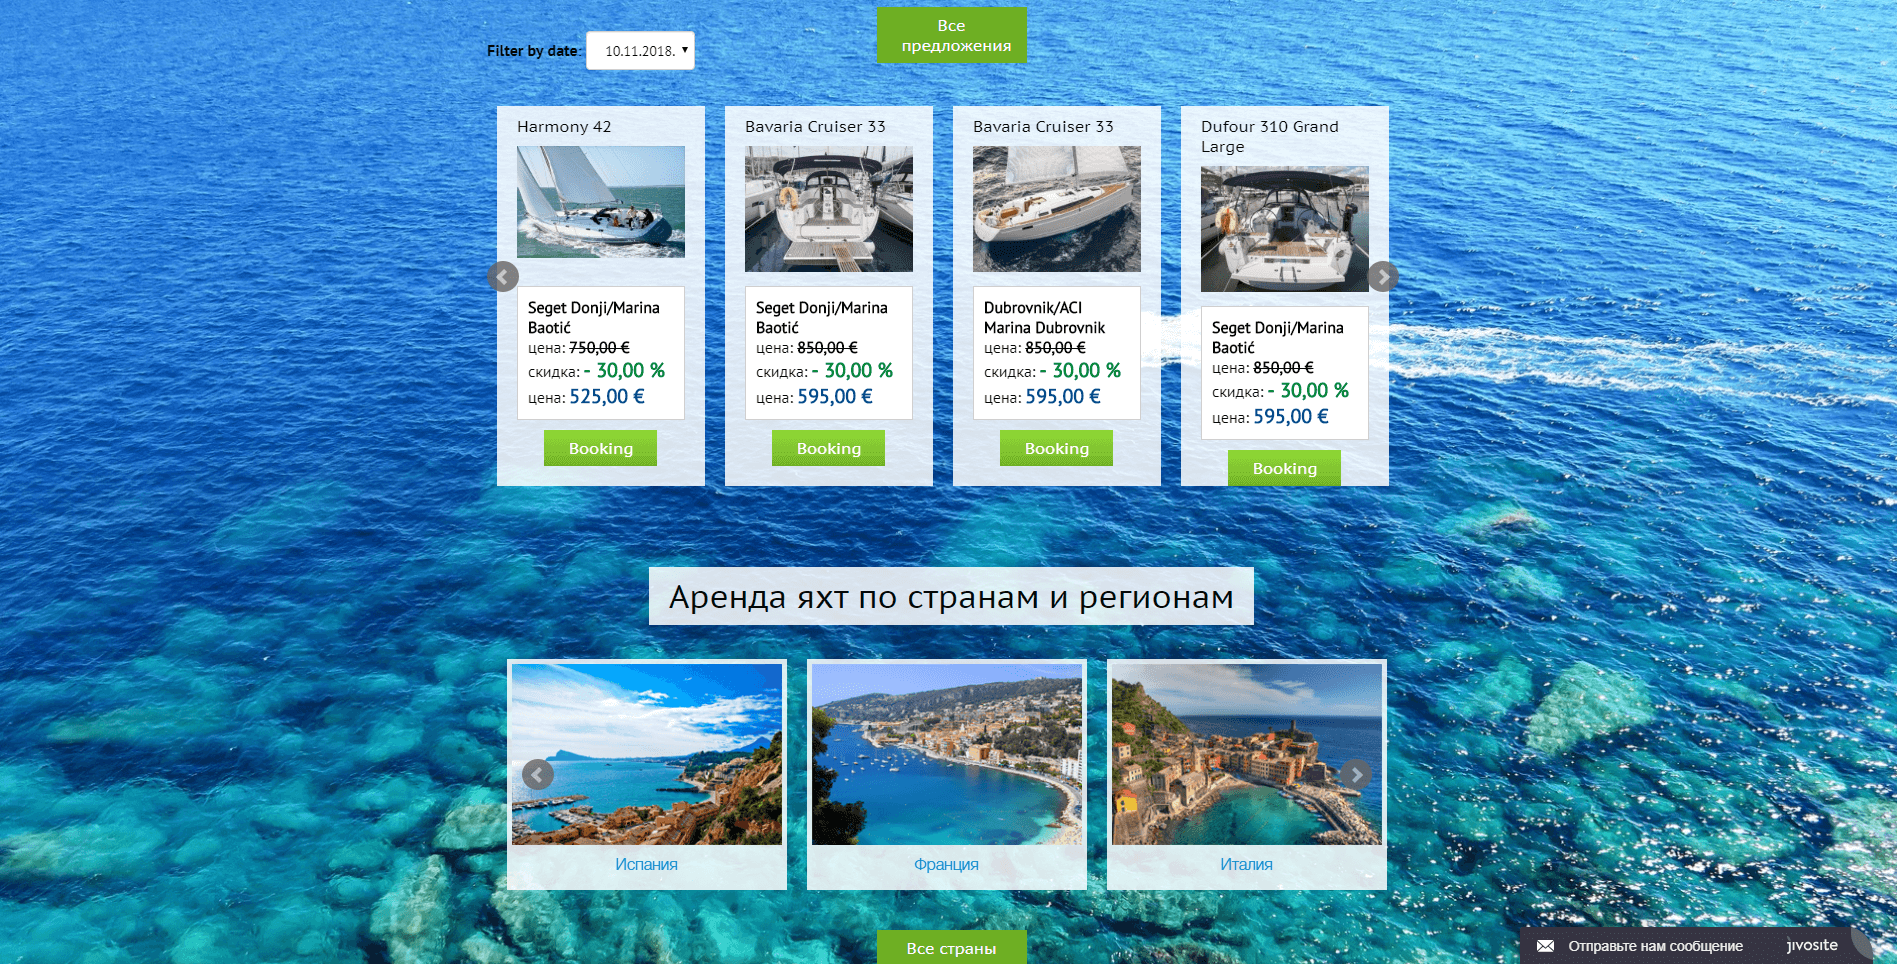 Все
предложения
Filter by date: 10.11.2018.
Harmony 42
Seget Donji/Marina
Baotić
цена: 750,00 €
скидка: - 30,00 %
цена: 525,00 €
Booking
Bavaria Cruiser 33
Seget Donji/Marina
Baotić
цена: 850,00 €
скидка: - 30,00 %
цена: 595,00 €
Booking
Bavaria Cruiser 33
Dubrovnik/ACI
Marina Dubrovnik
цена: 850,00 €
скидка: - 30,00 %
цена: 595,00 €
Booking
Dufour 310 Grand
Large
Seget Donji/Marina
Baotić
цена: 850,00 €
скидка: - 30,00 %
цена: 595,00 €
Booking
Аренда яхт по странам и регионам
Испания
Франция
Италия
Все страны
Отправьте нам сообщение
jivosite